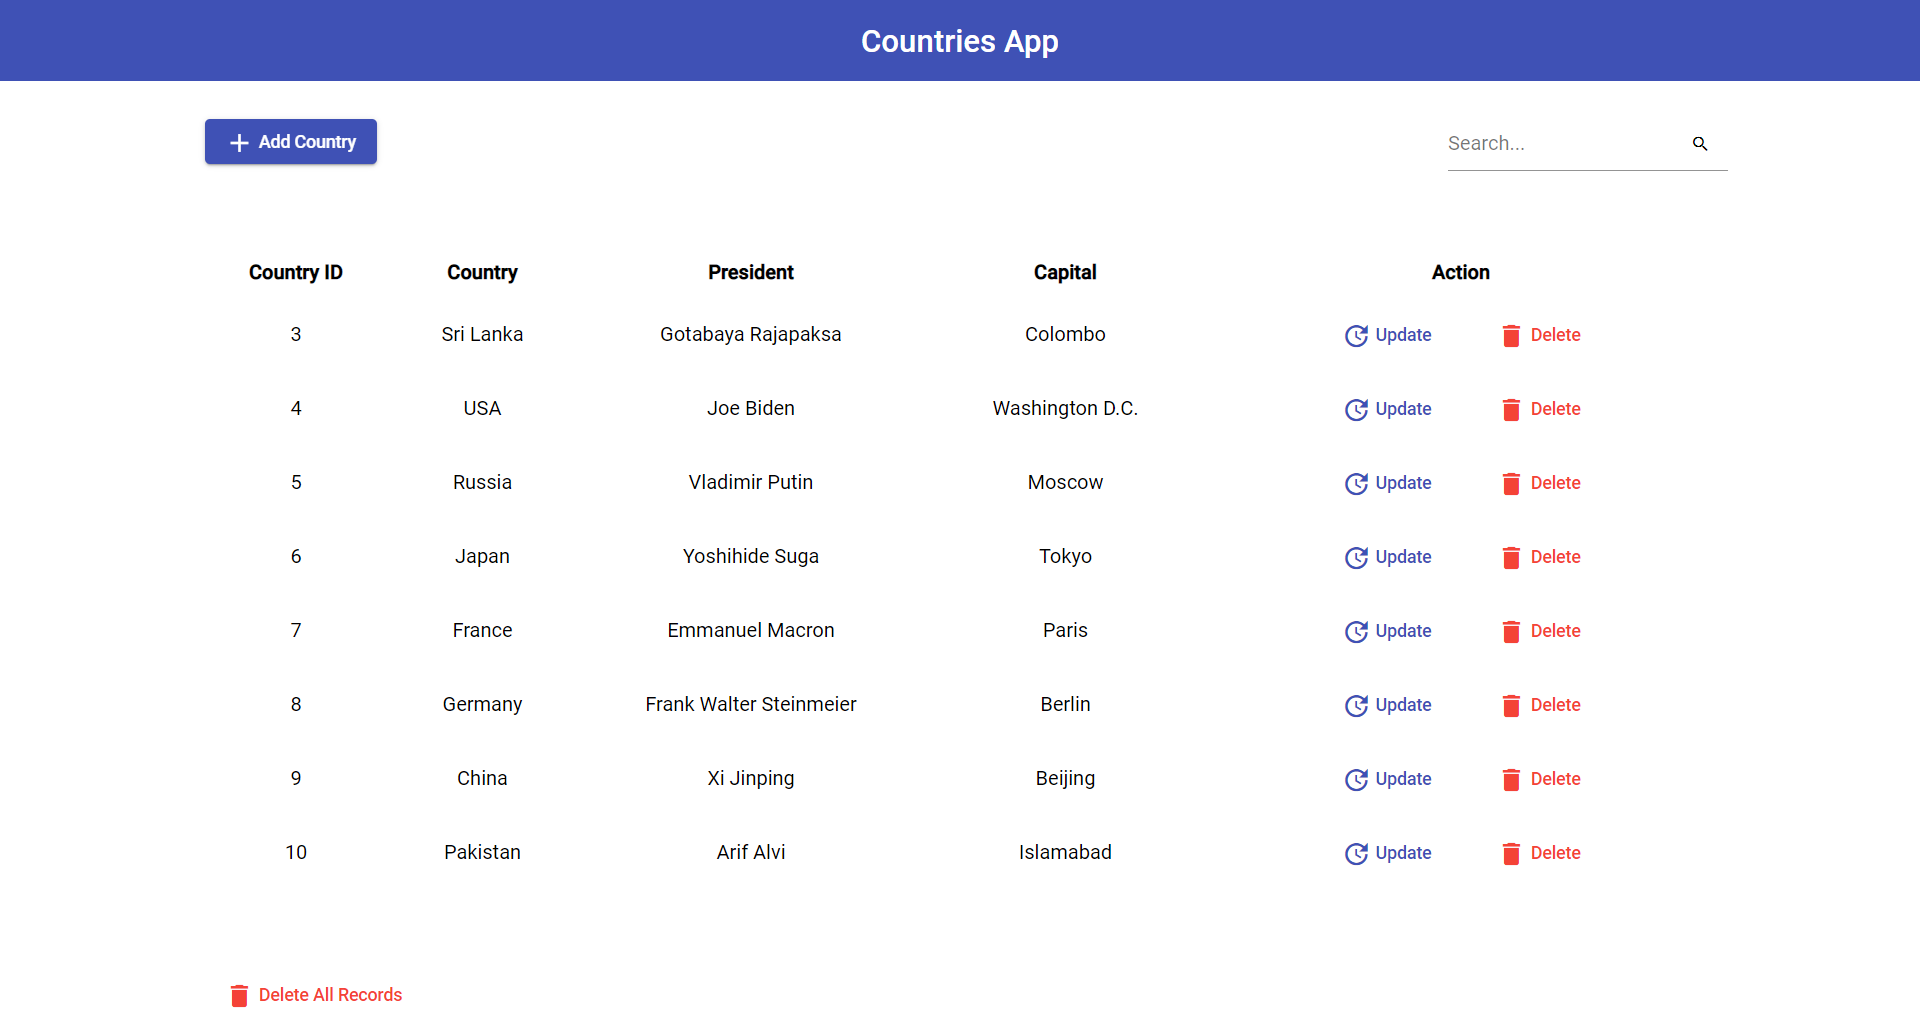 Countries App
Add Country
Search...
Country ID Country President Capital Action
3 Sri Lanka Gotabaya Rajapaksa Colombo Update Delete
4 USA Joe Biden Washington D.C. Update Delete
5 Russia Vladimir Putin Moscow Update Delete
6 Japan Yoshihide Suga Tokyo Update Delete
7 France Emmanuel Macron Paris Update Delete
8 Germany Frank Walter Steinmeier Berlin Update Delete
9 China Xi Jinping Beijing Update Delete
10 Pakistan Arif Alvi Islamabad Update Delete
Delete All Records